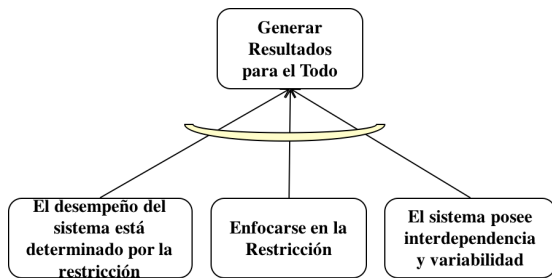 Generar
Resultados
para el Todo
El desempeño del
sistema está
determinado por la
restricción
Enfocarse en la
Restricción
El sistema posee
interdependencia
y variabilidad